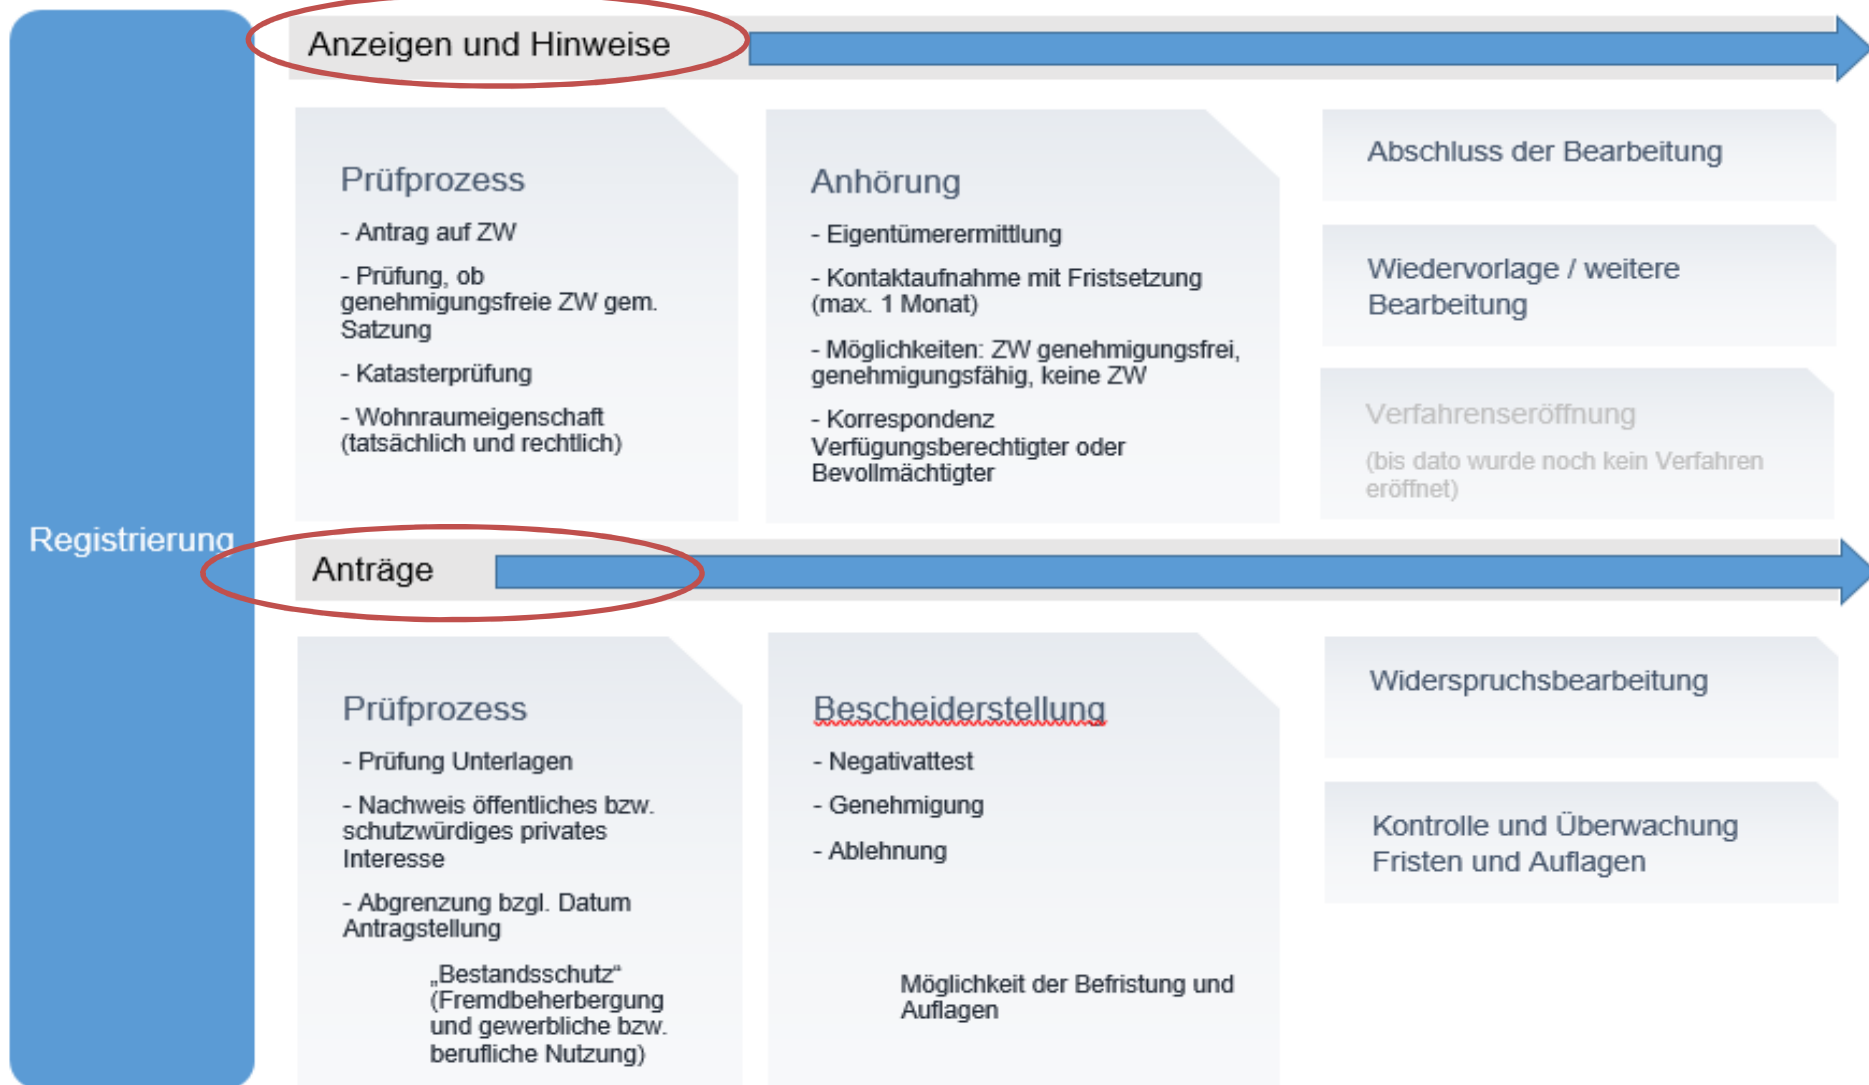 Registrierung
Anzeigen und Hinweise
Prüfprozess
- Antrag auf ZW
- Prüfung, ob
genehmigungsfreie ZW gem.
Satzung
- Katasterprüfung
- Wohnraumeigenschaft
(tatsächlich und rechtlich)
Anhörung
- Eigentümerermittlung
- Kontaktaufnahme mit Fristsetzung
(max. 1 Monat)
- Möglichkeiten: ZW genehmigungsfrei,
genehmigungsfähig, keine ZW
- Korrespondenz
Verfügungsberechtigter oder
Bevollmächtigter
Abschluss der Bearbeitung
Wiedervorlage / weitere
Bearbeitung
Verfahrenseröffnung
(bis dato wurde noch kein Verfahren
eröffnet)
Anträge
Prüfprozess
- Prüfung Unterlagen
- Nachweis öffentliches bzw.
schutzwürdiges privates
Interesse
- Abgrenzung bzgl. Datum
Antragstellung
„Bestandsschutz“
(Fremdbeherbergung
und gewerbliche bzw.
berufliche Nutzung)
Bescheiderstellung
- Negativattest
- Genehmigung
- Ablehnung
Möglichkeit der Befristung und
Auflagen
Widerspruchsbearbeitung
Kontrolle und Überwachung
Fristen und Auflagen